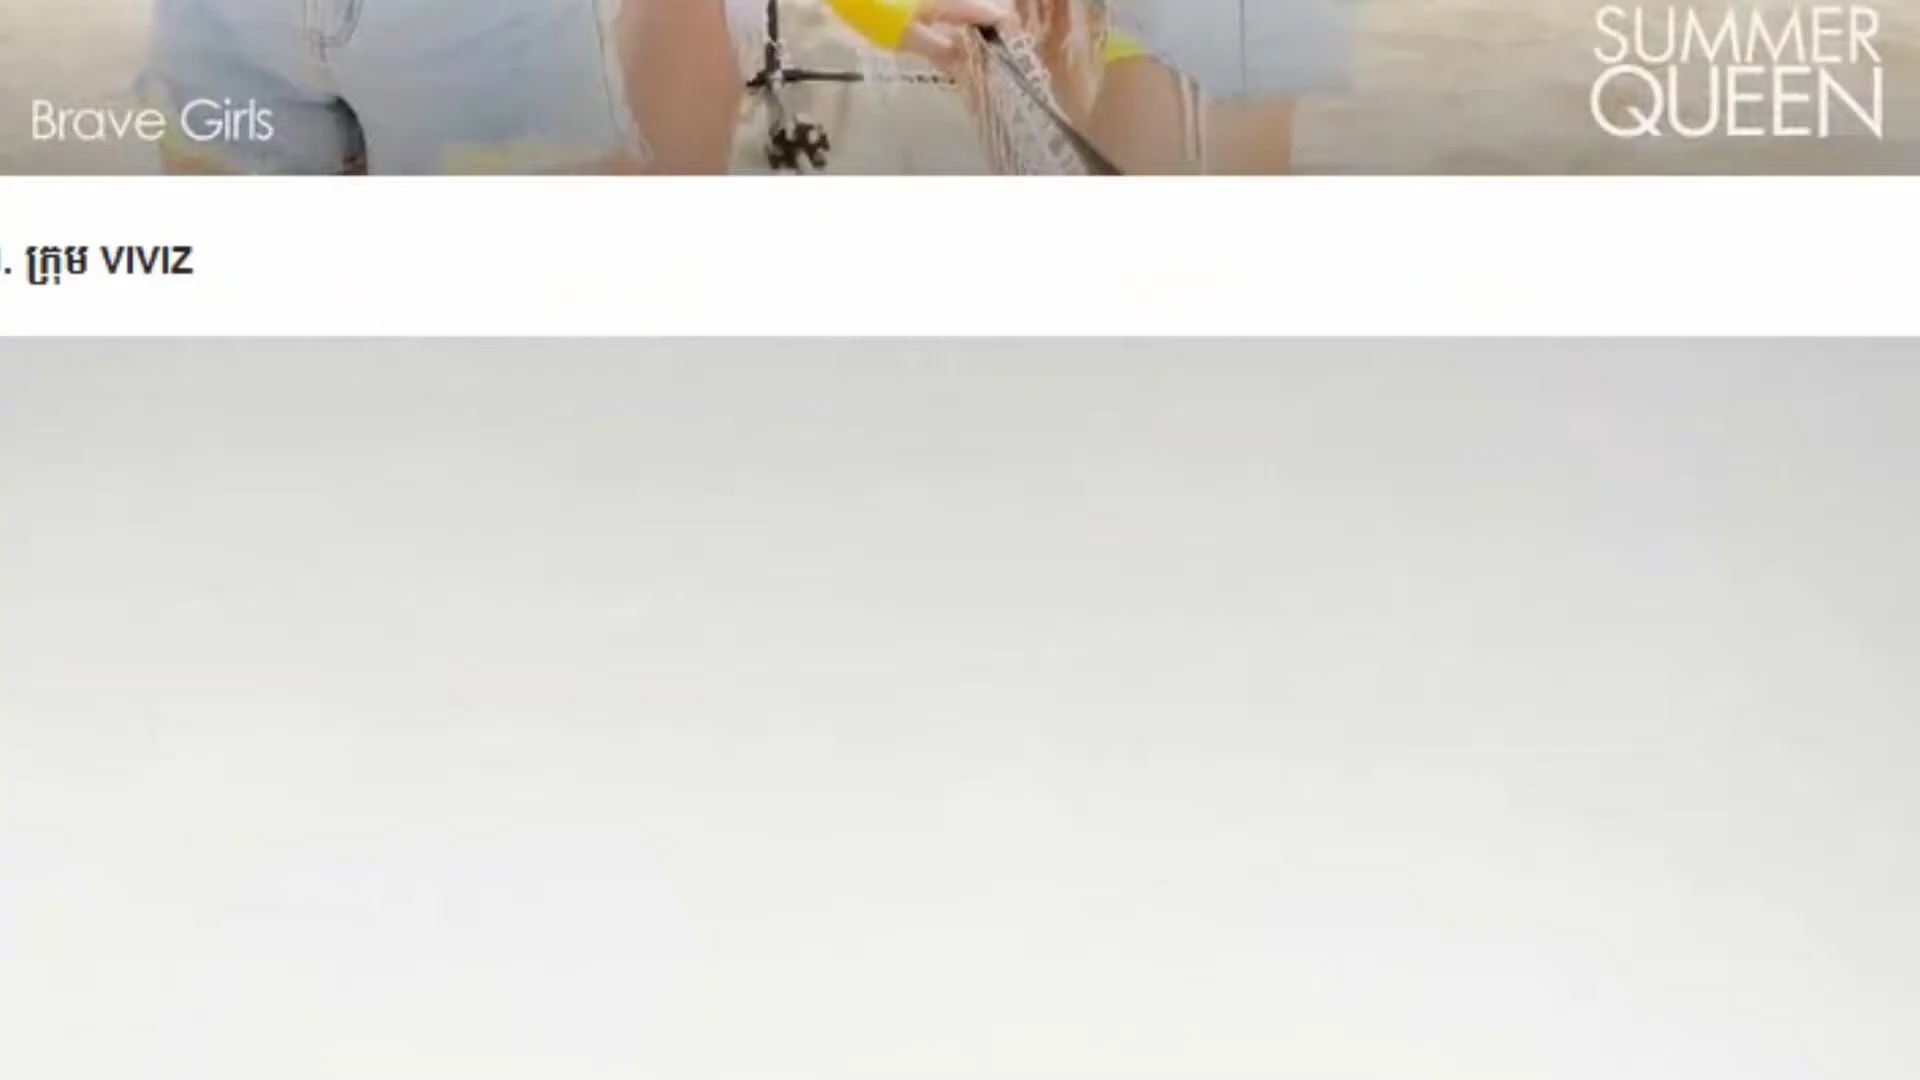 SUMMER
QUEEN
Brave Girls
. ក្រុម VIVIZ